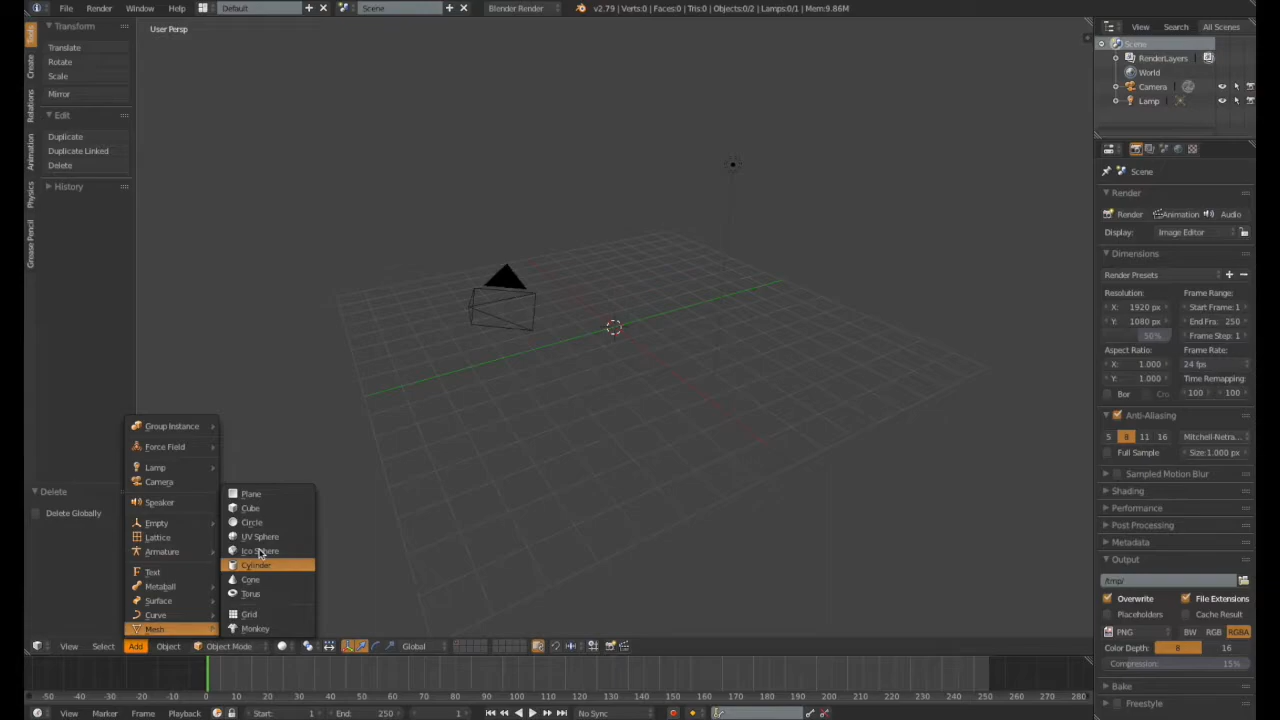 File Render Window Help Default Scene Blender Render v2.79 | Verts:0 | Faces:0 | Tris:0 | Objects:0/2 | Lamps:0/1 | Mem:9.86M
Tools
Create
Relations
Animation
Physics
Grease Pencil
Transform
Translate
Rotate
Scale
Mirror
Edit
Duplicate
Duplicate Linked
Delete
History
Delete
Delete Globally
User Persp
Group Instance
Force Field
Lamp
Camera
Speaker
Empty
Lattice
Armature
Text
Metaball
Surface
Curve
Mesh
Plane
Cube
Circle
UV Sphere
Ico Sphere
Cylinder
Cone
Torus
Grid
Monkey
View Select Add Object Object Mode Global
-50 -40 -30 -20 -10 0 10 20 30 40 50 60 70 80 90 100 110 120 130 140 150 160 170 180 190 200 210 220 230 240 250 260 270 280
View Marker Frame Playback Start: 1 End: 250 1 No Sync
View Search All Scenes
Scene
RenderLayers
World
Camera
Lamp
Scene
Render
Render Animation Audio
Display: Image Editor
Dimensions
Render Presets
Resolution: Frame Range:
X: 1920 px Start Frame: 1
Y: 1080 px End Fra: 250
50% Frame Step: 1
Aspect Ratio: Frame Rate:
X: 1.000 24 fps
Y: 1.000 Time Remapping:
Bor Cro 100 100
Anti-Aliasing
5 8 11 16 Mitchell-Netra...
Full Sample Size:1.000 px
Sampled Motion Blur
Shading
Performance
Post Processing
Metadata
Output
/tmp/
Overwrite File Extensions
Placeholders Cache Result
PNG BW RGB RGBA
Color Depth: 8 16
Compression: 15%
Bake
Freestyle